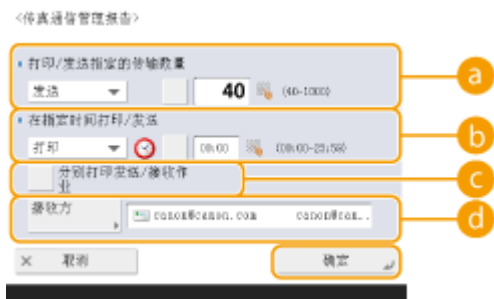 <传真通信管理报告>
打印/发送指定的传输数量
发送 40 (40-1000)
a
在指定时间打印/发送
打印 00:00 (00:00-23:59)
b
分别打印发送/接收作
业
c
接收方 canon@canon.com canon@can..
d
× 取消 确定